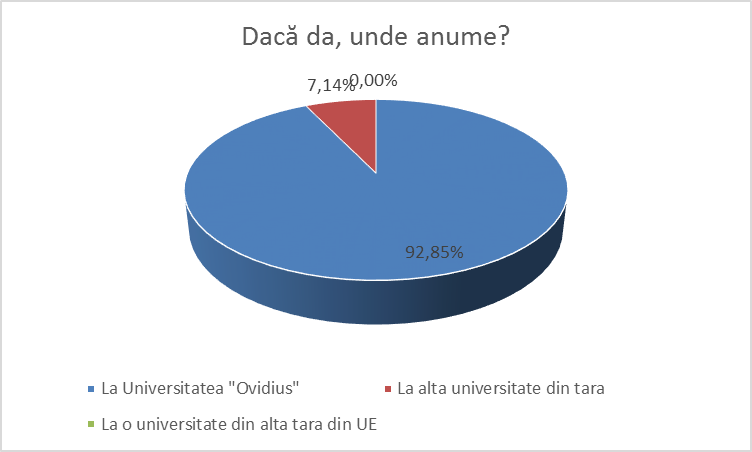 Dacă da, unde anume?
7,14%
0,00%
92,85%
La Universitatea "Ovidius"
La alta universitate din tara
La o universitate din alta tara din UE